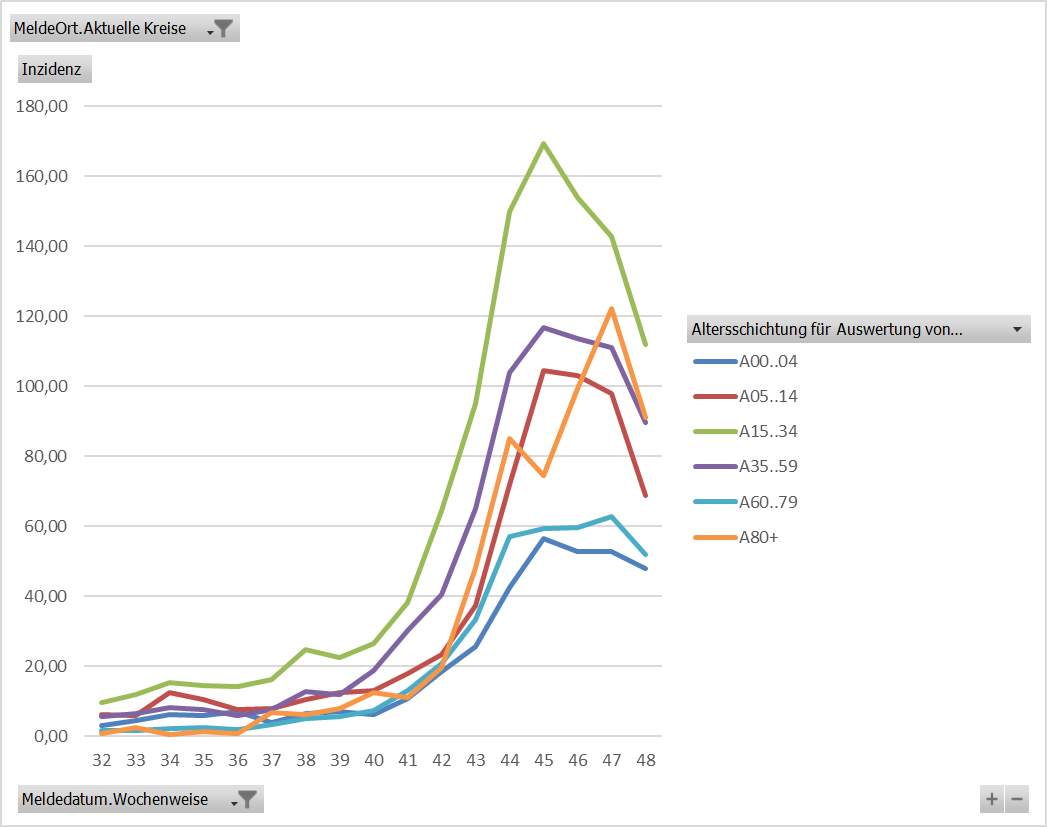 MeldeOrt.Aktuelle Kreise
Inzidenz
180,00
160,00
140,00
120,00
100,00
80,00
60,00
40,00
20,00
0,00
32 33 34 35 36 37 38 39 40 41 42 43 44 45 46 47 48
Altersschichtung für Auswertung von...
A00..04
A05..14
A15..34
A35..59
A60..79
A80+
Meldedatum.Wochenweise
+ −